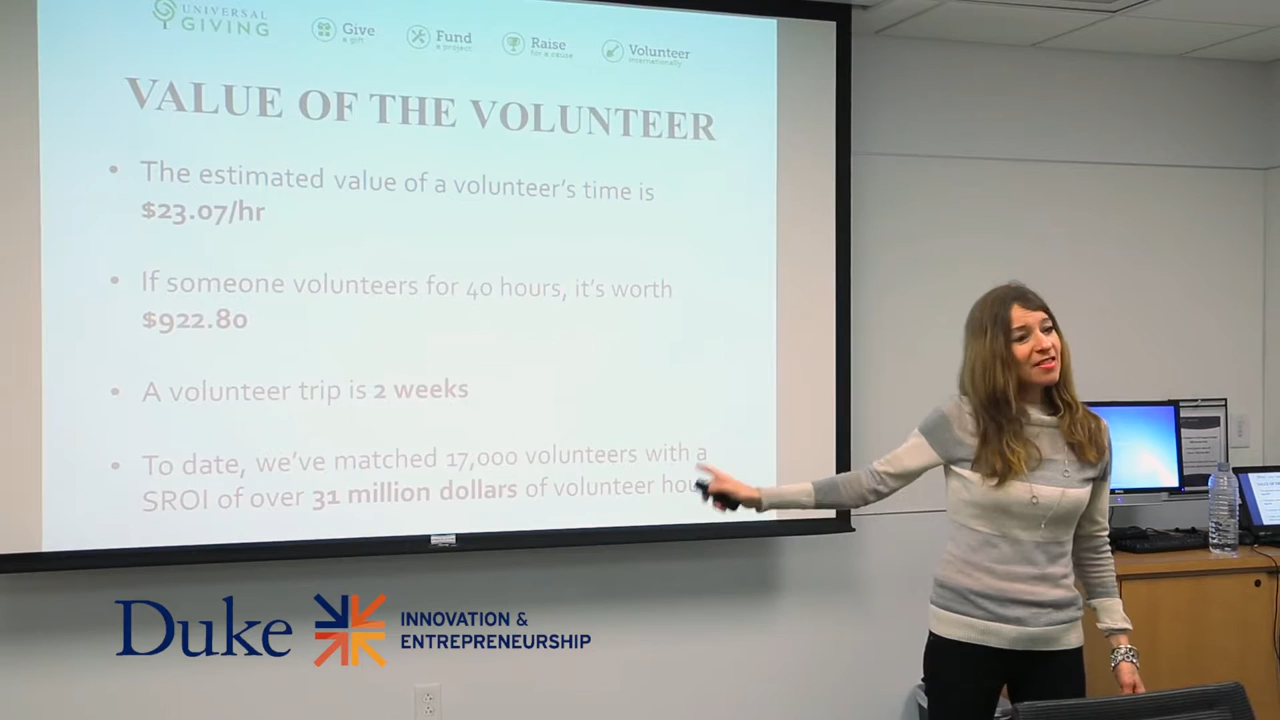 UNIVERSAL
GIVING
Give
a gift
Fund
a project
Raise
for a cause
Volunteer
internationally
VALUE OF THE VOLUNTEER
• The estimated value of a volunteer's time is
$23.07/hr
• If someone volunteers for 40 hours, it's worth
$922.80
• A volunteer trip is 2 weeks
• To date, we've matched 17,000 volunteers with a
SROI of over 31 million dollars of volunteer hou
Duke
INNOVATION &
ENTREPRENEURSHIP